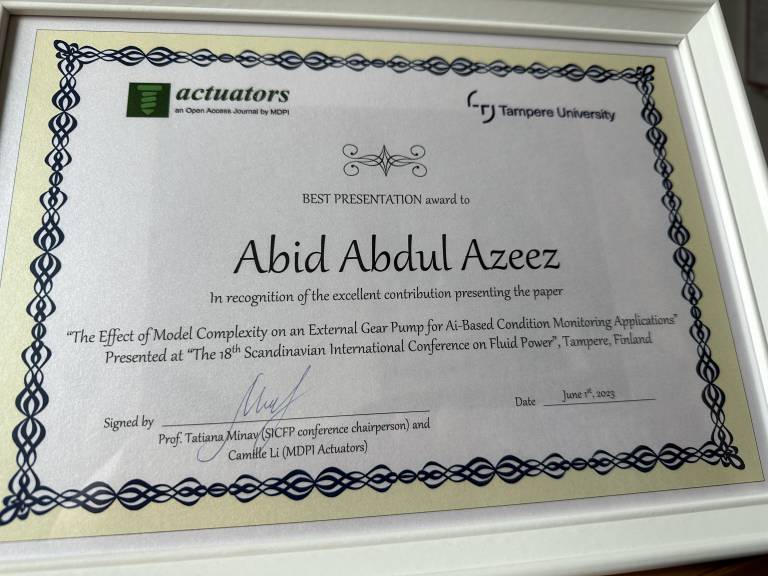 actuators
an Open Access Journal by MDPI
Tampere University
BEST PRESENTATION award to
Abid Abdul Azeez
In recognition of the excellent contribution presenting the paper
“The Effect of Model Complexity on an External Gear Pump for Ai-Based Condition Monitoring Applications”
Presented at “The 18th Scandinavian International Conference on Fluid Power”, Tampere, Finland
Signed by
Prof. Tatiana Minav (SICFP conference chairperson) and
Camille Li (MDPI Actuators)
Date June 1st, 2023